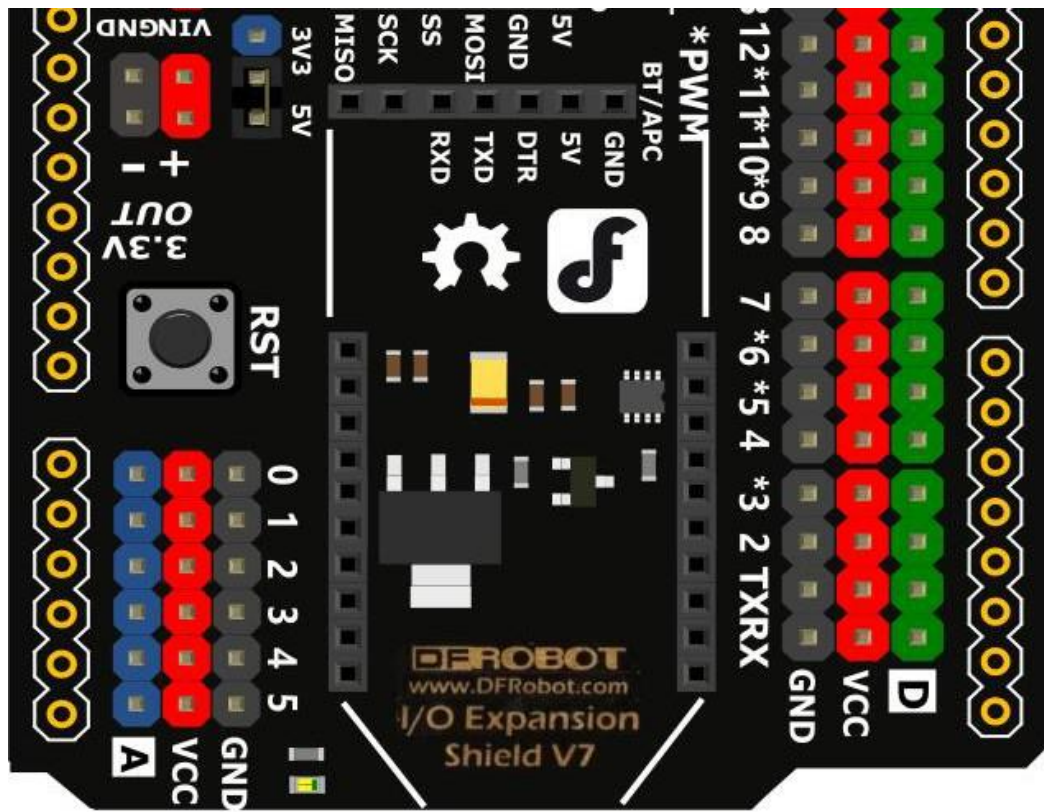 VINGND
3V3
5V
- +
OUT
3.3V
RST
MISO
SCK
SS
MOSI
GND
5V
RXD
TXD
DTR
5V
GND
BT/APC
*PWM
12
*11
*10
*9
8
7
*6
*5
4
*3
2
TXRX
GND
VCC
D
0
1
2
3
4
5
A
VCC
GND
DFROBOT
www.DFRobot.com
I/O Expansion
Shield V7